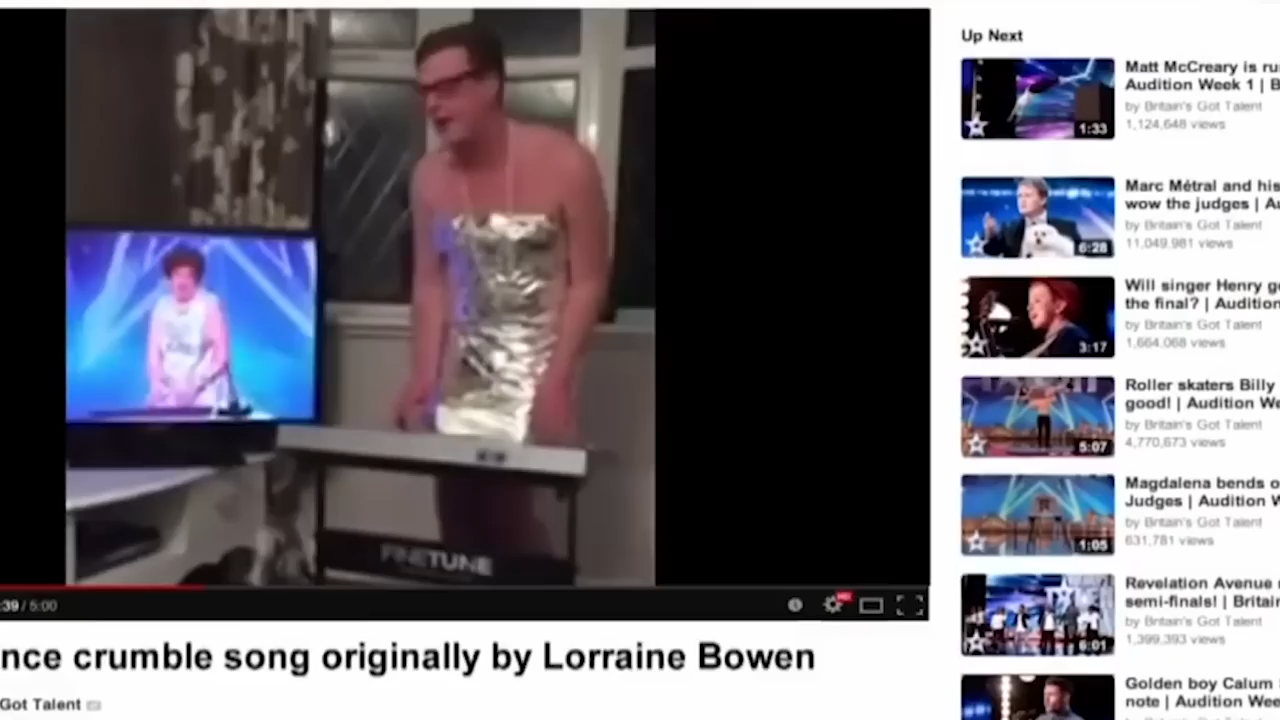 Up Next
Matt McCreary is
Audition Week 1 |
by Britain's Got Talent
1,124,648 views
1:33
Marc Métral and his
wow the judges |
by Britain's Got Talent
11,049,981 views
6:28
Will singer Henry
the final? | Audition
by Britain's Got Talent
1,664,068 views
3:17
Roller skaters Billy
good! | Audition
by Britain's Got Talent
4,770,673 views
5:07
Magdalena bends
Judges | Audition
by Britain's Got Talent
631,781 views
1:05
Revelation Avenue
semi-finals! |
by Britain's Got Talent
1,399,393 views
6:01
Golden boy Calum
note | Audition
FINETUNE
:39 / 5:00
HD
nce crumble song originally by Lorraine Bowen
Got Talent